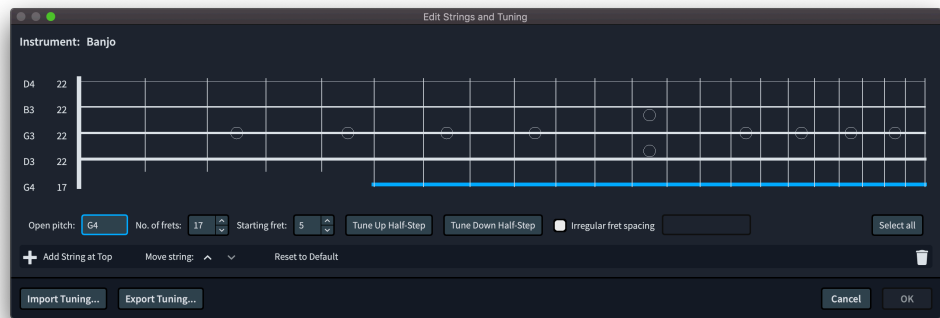 Edit Strings and Tuning
Instrument: Banjo
D4 22
B3 22
G3 22
D3 22
G4 17
Open pitch: G4 No. of frets: 17 Starting fret: 5 Tune Up Half-Step Tune Down Half-Step Irregular fret spacing Select all
Add String at Top Move string: Reset to Default
Import Tuning... Export Tuning... Cancel OK